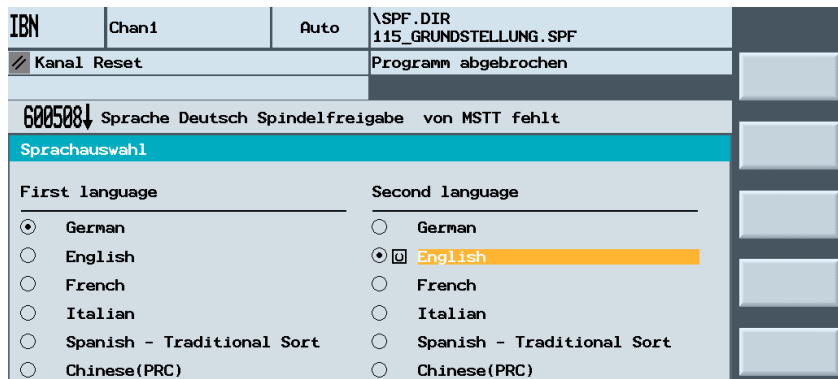 IBN Chan1 Auto \SPF.DIR
115_GRUNDSTELLUNG.SPF
Kanal Reset Programm abgebrochen
600508↓ Sprache Deutsch Spindelfreigabe von MSTT fehlt
Sprachauswahl
First language Second language
German German
English English
French French
Italian Italian
Spanish - Traditional Sort Spanish - Traditional Sort
Chinese(PRC) Chinese(PRC)